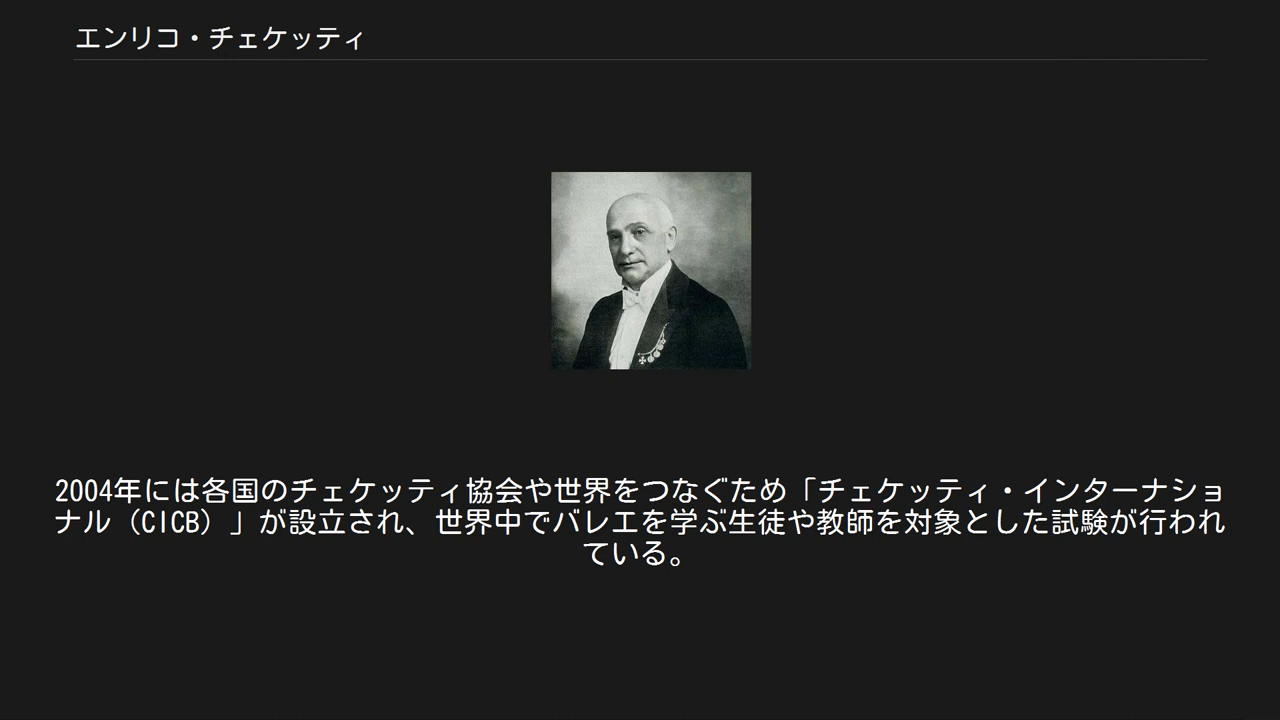 エンリコ・チェケッティ
2004年には各国のチェケッティ協会や世界をつなぐため「チェケッティ・インターナショ
ナル（CICB）」が設立され、世界中でバレエを学ぶ生徒や教師を対象とした試験が行われ
ている。